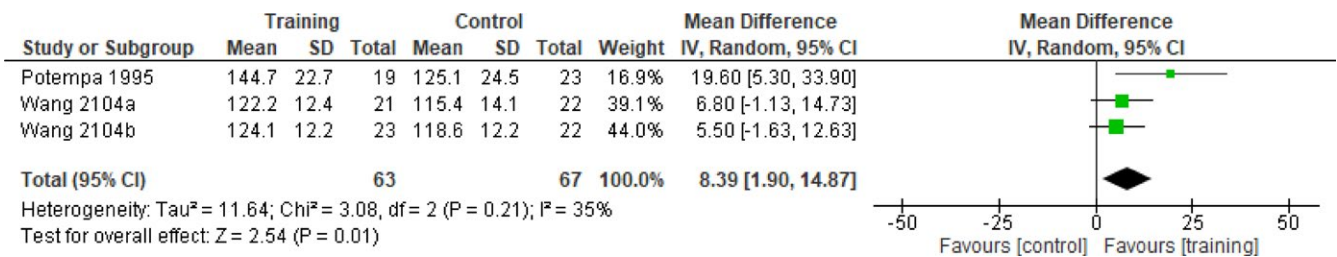 Training Control Mean Difference Mean Difference
Study or Subgroup Mean SD Total Mean SD Total Weight IV, Random, 95% CI IV, Random, 95% CI
Potempa 1995 144.7 22.7 19 125.1 24.5 23 16.9% 19.60 [5.30, 33.90]
Wang 2104a 122.2 12.4 21 115.4 14.1 22 39.1% 6.80 [-1.13, 14.73]
Wang 2104b 124.1 12.2 23 118.6 12.2 22 44.0% 5.50 [-1.63, 12.63]
Total (95% CI) 63 67 100.0% 8.39 [1.90, 14.87]
Heterogeneity: Tau² = 11.64; Chi² = 3.08, df = 2 (P = 0.21); I² = 35%
Test for overall effect: Z = 2.54 (P = 0.01)
-50 -25 0 25 50
Favours [control] Favours [training]